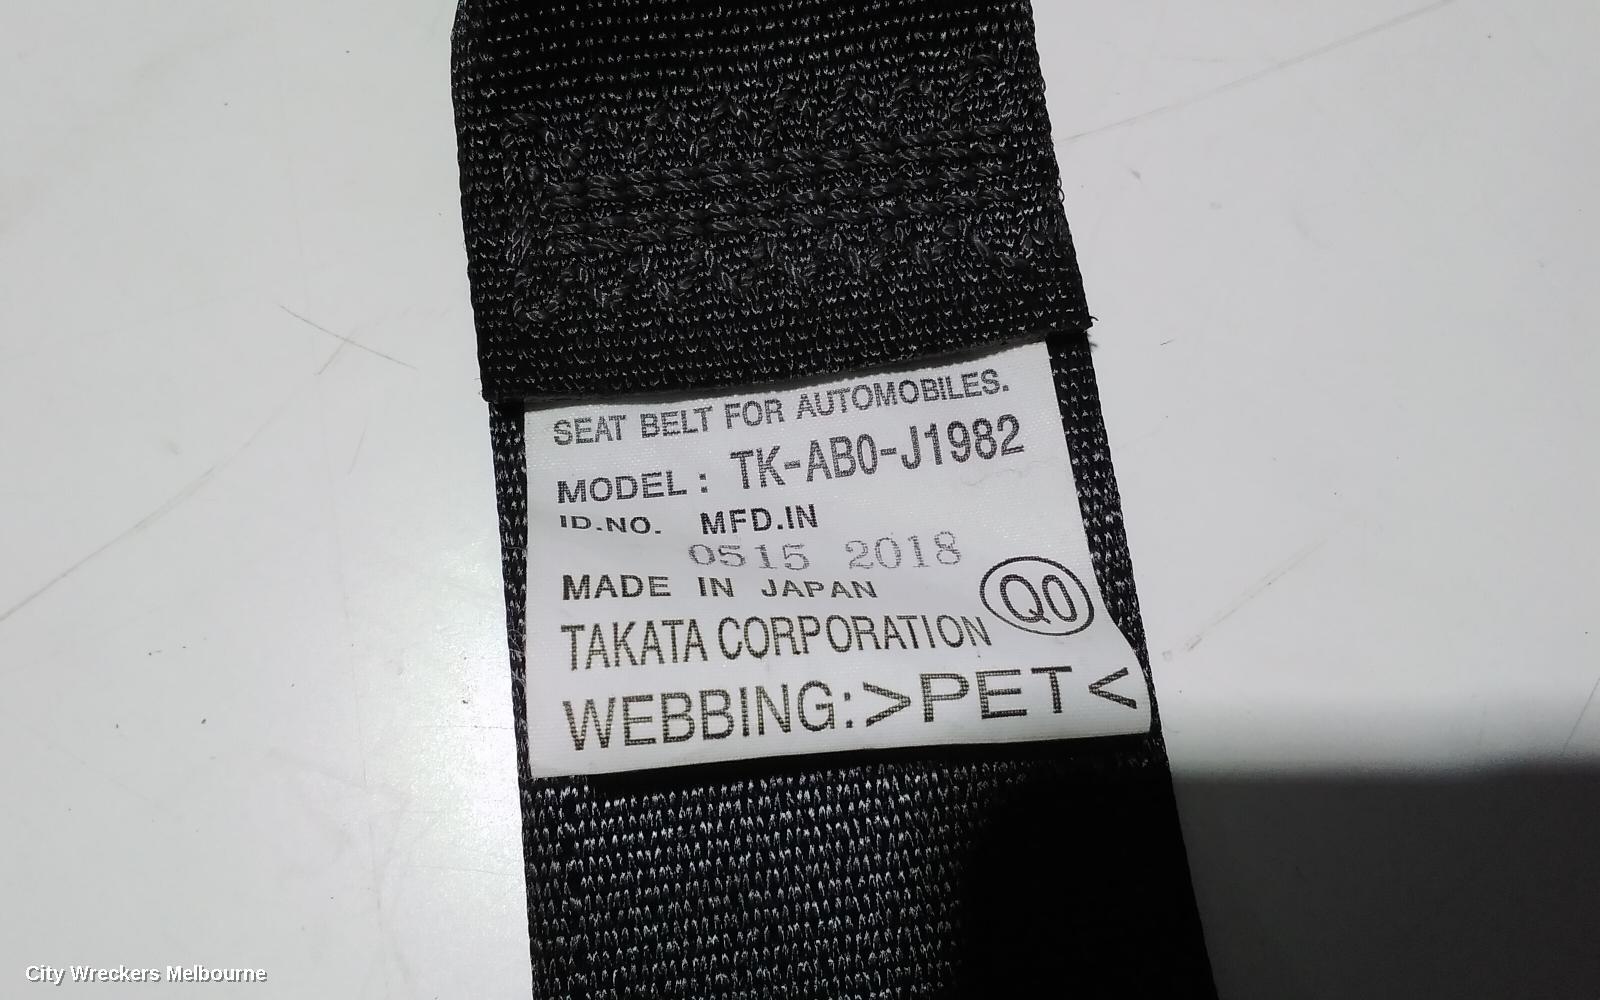 SEAT BELT FOR AUTOMOBILES.
MODEL: TK-AB0-J1982
ID.NO. MFD.IN
0515 2018
MADE IN JAPAN
Q0
TAKATA CORPORATION
WEBBING:>PET<
City Wreckers Melbourne